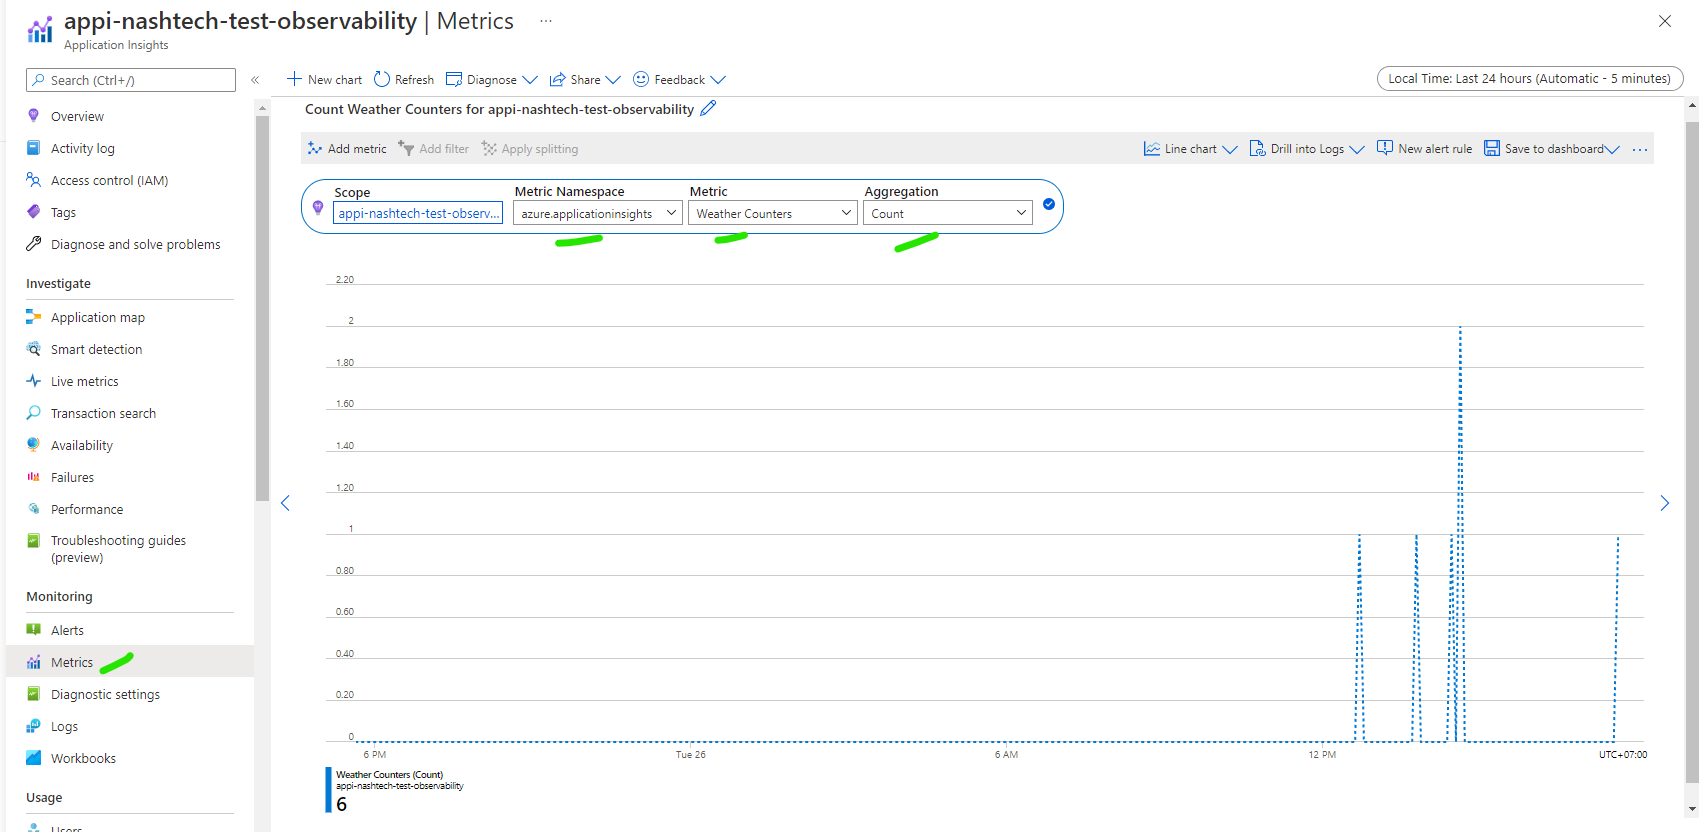 appi-nashtech-test-observability | Metrics ...
Application Insights
Search (Ctrl+/)
Overview
Activity log
Access control (IAM)
Tags
Diagnose and solve problems
Investigate
Application map
Smart detection
Live metrics
Transaction search
Availability
Failures
Performance
Troubleshooting guides
(preview)
Monitoring
Alerts
Metrics
Diagnostic settings
Logs
Workbooks
Usage
Users
New chart Refresh Diagnose Share Feedback
Local Time: Last 24 hours (Automatic - 5 minutes)
Count Weather Counters for appi-nashtech-test-observability
Add metric Add filter Apply splitting
Line chart Drill into Logs New alert rule Save to dashboard ...
Scope Metric Namespace Metric Aggregation
appi-nashtech-test-observ... azure.applicationinsights Weather Counters Count
2.20
2
1.80
1.60
1.40
1.20
1
0.80
0.60
0.40
0.20
0
6 PM Tue 26 6 AM 12 PM UTC+07:00
Weather Counters (Count)
appi-nashtech-test-observability
6